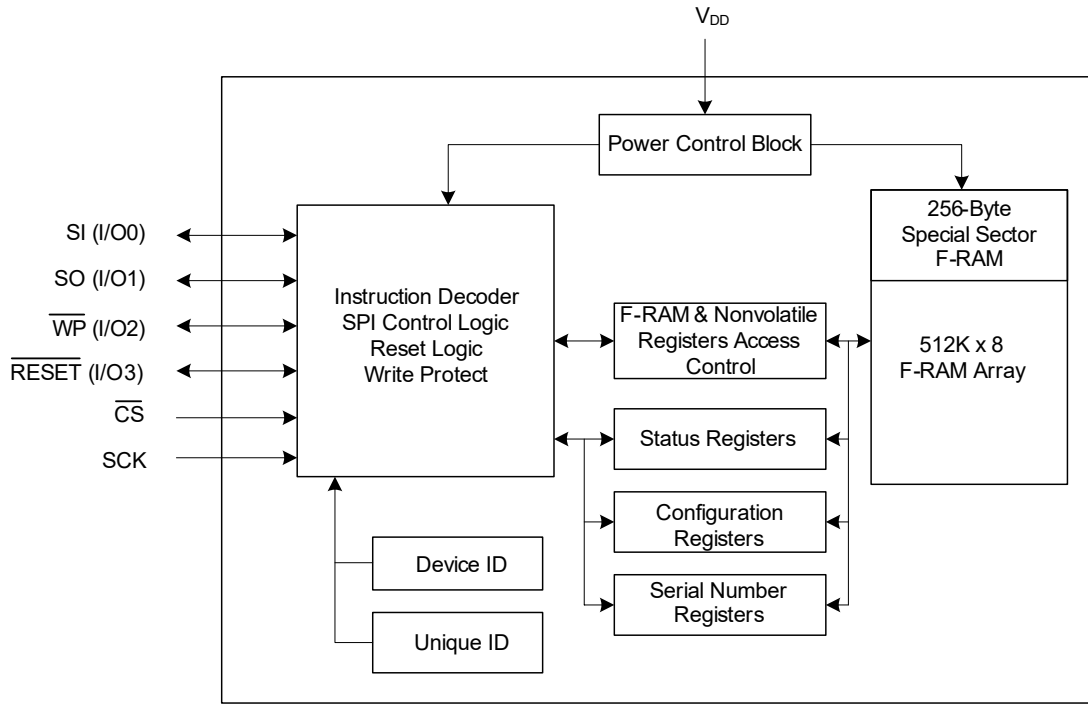 VDD
Power Control Block
256-Byte
Special Sector
F-RAM
SI (I/O0)
SO (I/O1)
WP (I/O2)
RESET (I/O3)
CS
SCK
Instruction Decoder
SPI Control Logic
Reset Logic
Write Protect
F-RAM & Nonvolatile
Registers Access
Control
512K x 8
F-RAM Array
Status Registers
Configuration
Registers
Serial Number
Registers
Device ID
Unique ID